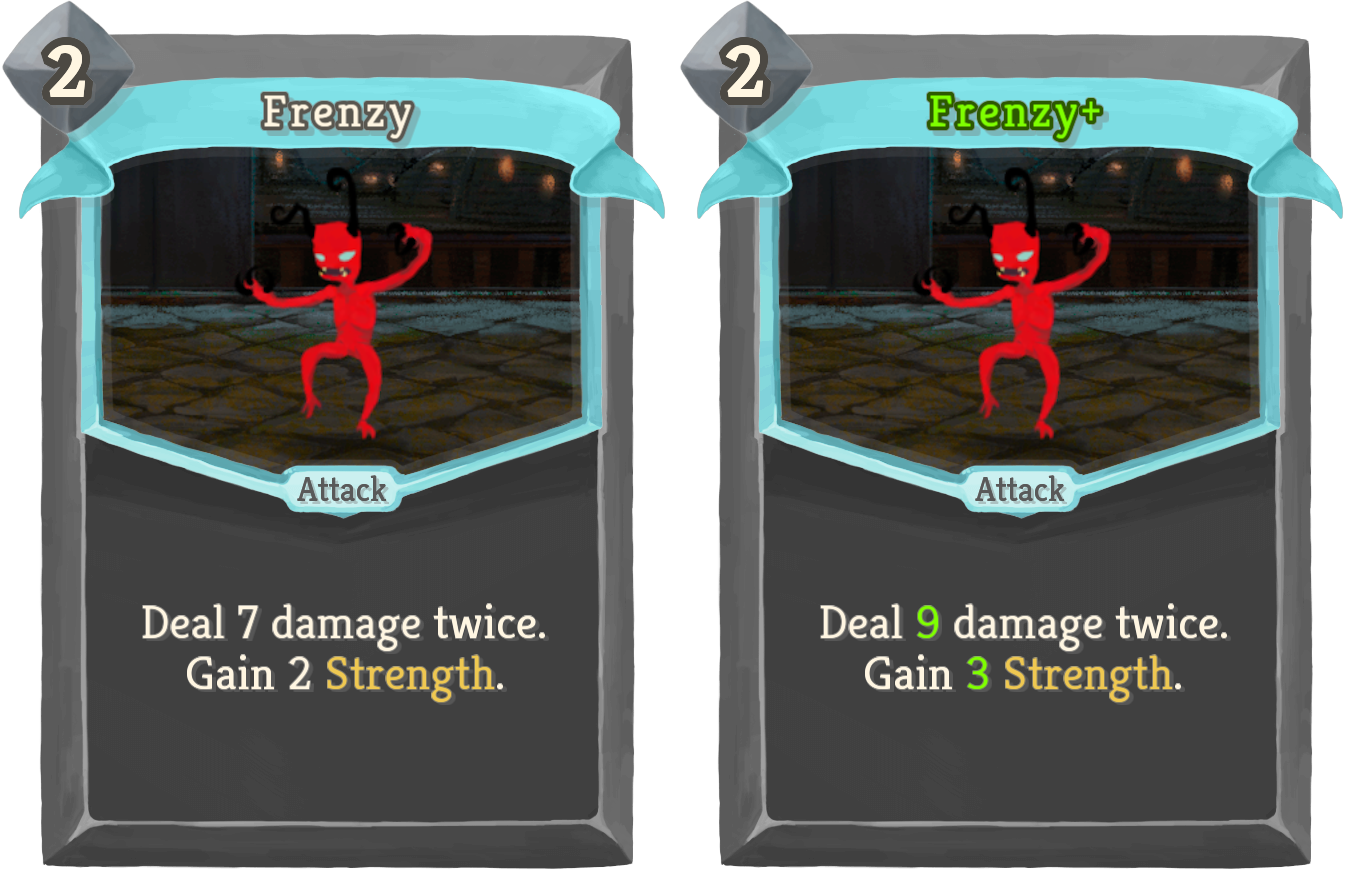 2
Frenzy
Attack
Deal 7 damage twice.
Gain 2 Strength.
2
Frenzy+
Attack
Deal 9 damage twice.
Gain 3 Strength.